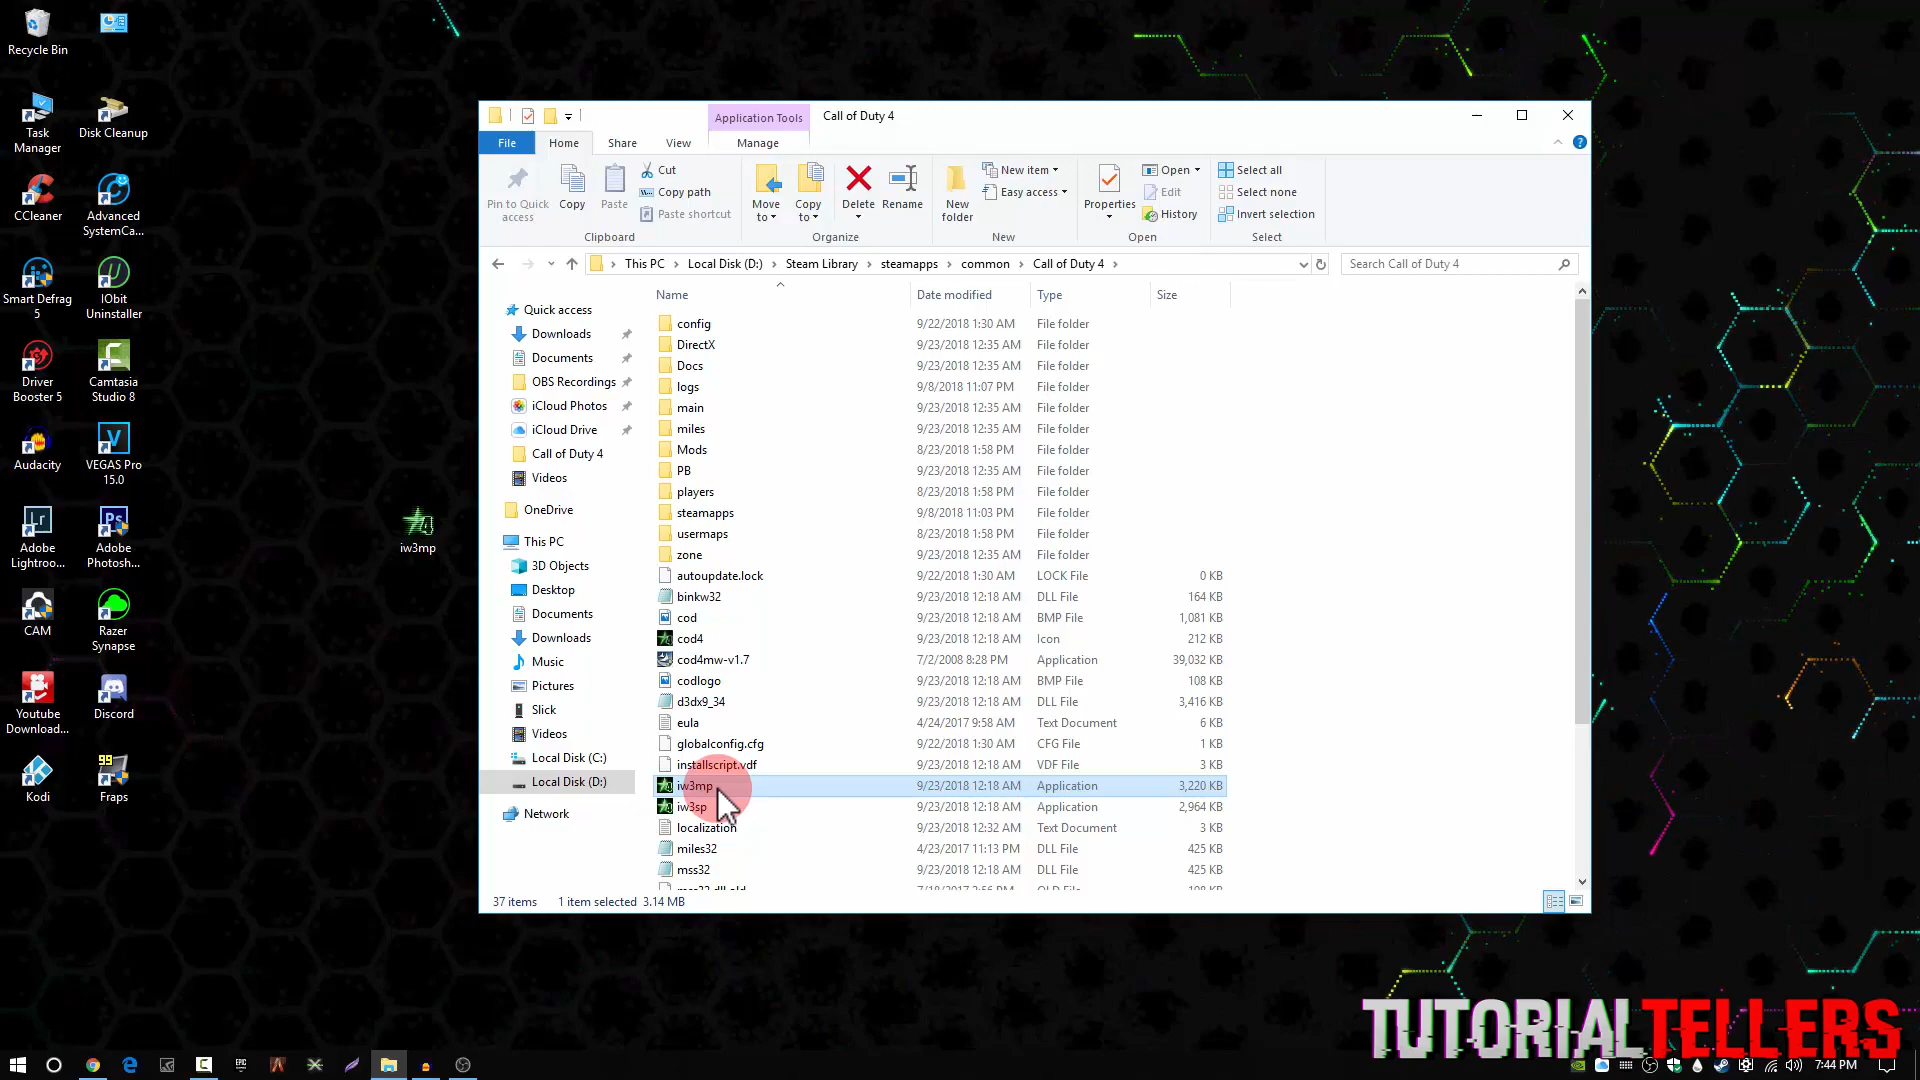 Recycle Bin
Task Manager
Disk Cleanup
CCleaner
Advanced SystemCa...
Smart Defrag 5
IObit Uninstaller
Driver Booster 5
Camtasia Studio 8
Audacity
VEGAS Pro 15.0
Adobe Lightroo...
Adobe Photosh...
CAM
Razer Synapse
Youtube Download...
Discord
Kodi
99
Fraps
iw3mp
Application Tools
Call of Duty 4
File Home Share View Manage
Pin to Quick access
Copy
Paste
Cut
Copy path
Paste shortcut
Clipboard
Move to
Copy to
Delete
Rename
Organize
New folder
New item
Easy access
New
Properties
Open
Edit
History
Open
Select all
Select none
Invert selection
Select
This PC > Local Disk (D:) > Steam Library > steamapps > common > Call of Duty 4 >
Search Call of Duty 4
Quick access
Downloads
Documents
OBS Recordings
iCloud Photos
iCloud Drive
Call of Duty 4
Videos
OneDrive
This PC
3D Objects
Desktop
Documents
Downloads
Music
Pictures
Slick
Videos
Local Disk (C:)
Local Disk (D:)
Network
Name Date modified Type Size
config 9/22/2018 1:30 AM File folder
DirectX 9/23/2018 12:35 AM File folder
Docs 9/23/2018 12:35 AM File folder
logs 9/8/2018 11:07 PM File folder
main 9/23/2018 12:35 AM File folder
miles 9/23/2018 12:35 AM File folder
Mods 8/23/2018 1:58 PM File folder
PB 9/23/2018 12:35 AM File folder
players 8/23/2018 1:58 PM File folder
steamapps 9/8/2018 11:03 PM File folder
usermaps 8/23/2018 1:58 PM File folder
zone 9/23/2018 12:35 AM File folder
autoupdate.lock 9/22/2018 1:30 AM LOCK File 0 KB
binkw32 9/23/2018 12:18 AM DLL File 164 KB
cod 9/23/2018 12:18 AM BMP File 1,081 KB
cod4 9/23/2018 12:18 AM Icon 212 KB
cod4mw-v1.7 7/2/2008 8:28 PM Application 39,032 KB
codlogo 9/23/2018 12:18 AM BMP File 108 KB
d3dx9_34 9/23/2018 12:18 AM DLL File 3,416 KB
eula 4/24/2017 9:58 AM Text Document 6 KB
globalconfig.cfg 9/22/2018 1:30 AM CFG File 1 KB
installscript.vdf 9/23/2018 12:18 AM VDF File 3 KB
iw3mp 9/23/2018 12:18 AM Application 3,220 KB
iw3sp 9/23/2018 12:18 AM Application 2,964 KB
localization 9/23/2018 12:32 AM Text Document 3 KB
miles32 4/23/2017 11:13 PM DLL File 425 KB
mss32 9/23/2018 12:18 AM DLL File 425 KB
37 items 1 item selected 3.14 MB
TUTORIALTELLERS
EPIC
7:44 PM